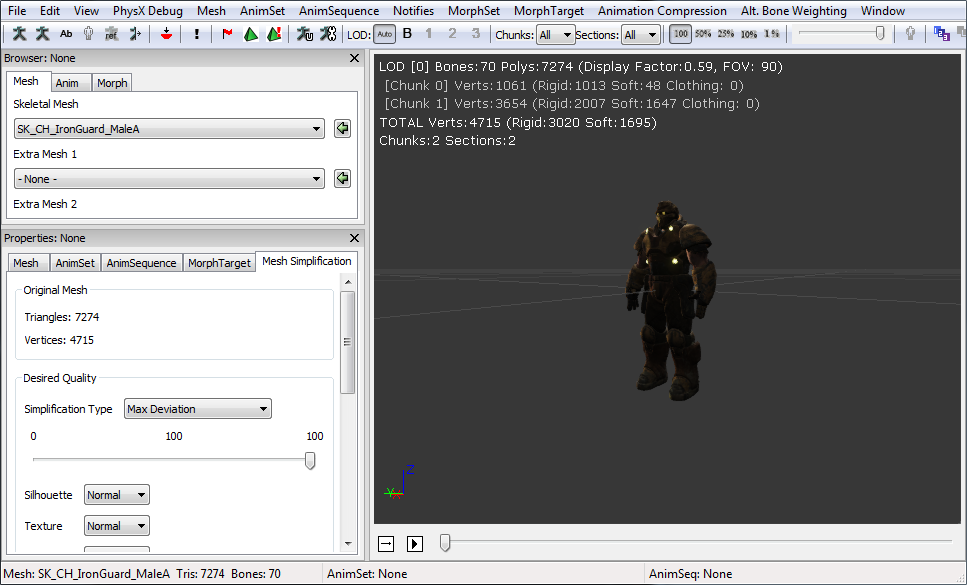 File Edit View PhysX Debug Mesh AnimSet AnimSequence Notifies MorphSet MorphTarget Animation Compression Alt. Bone Weighting Window
Ab ref ! LOD: Auto B 1 2 3 Chunks: All Sections: All 100 50% 25% 10% 1 %
Browser: None
Mesh Anim Morph
Skeletal Mesh
SK_CH_IronGuard_MaleA
Extra Mesh 1
- None -
Extra Mesh 2
Properties: None
Mesh AnimSet AnimSequence MorphTarget Mesh Simplification
Original Mesh
Triangles: 7274
Vertices: 4715
Desired Quality
Simplification Type Max Deviation
0 100 100
Silhouette Normal
Texture Normal
LOD [0] Bones:70 Polys:7274 (Display Factor:0.59, FOV: 90)
[Chunk 0] Verts:1061 (Rigid:1013 Soft:48 Clothing: 0)
[Chunk 1] Verts:3654 (Rigid:2007 Soft:1647 Clothing: 0)
TOTAL Verts:4715 (Rigid:3020 Soft:1695)
Chunks:2 Sections:2
Z
Y
Mesh: SK_CH_IronGuard_MaleA Tris: 7274 Bones: 70 AnimSet: None AnimSeq: None